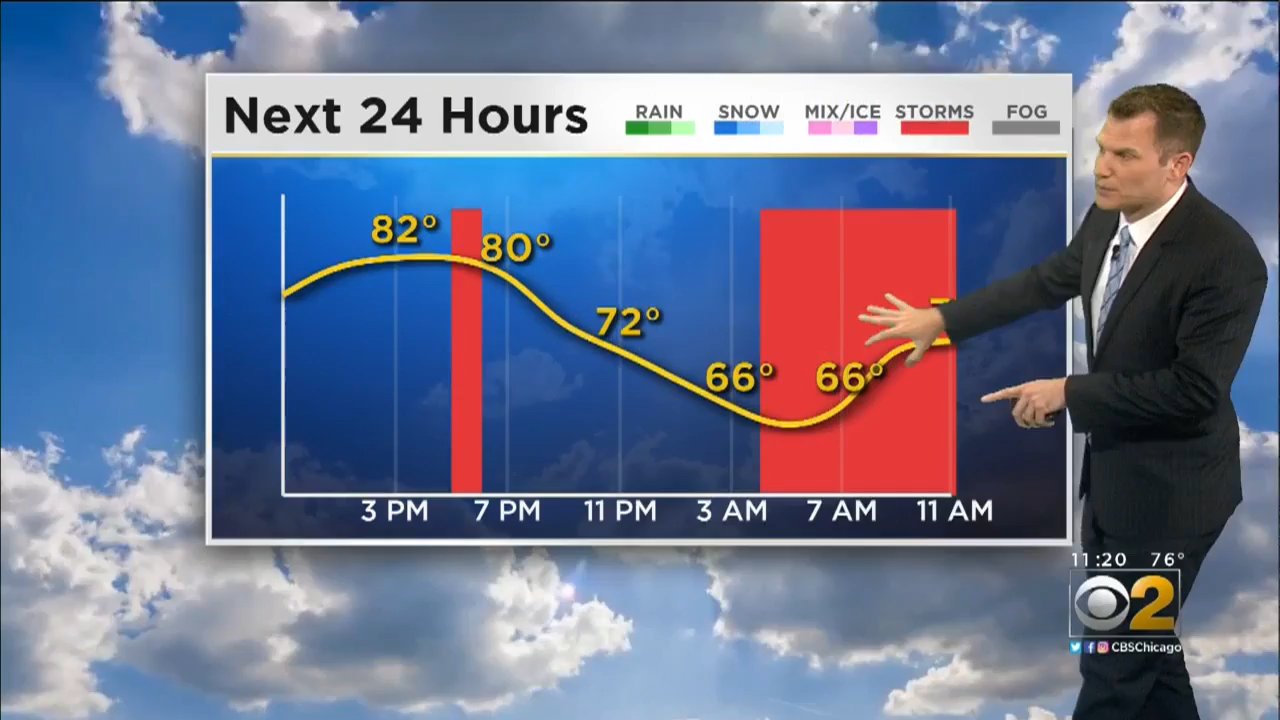 Next 24 Hours
RAIN SNOW MIX/ICE STORMS FOG
82° 80° 72° 66° 66°
3 PM 7 PM 11 PM 3 AM 7 AM 11 AM
11:20 76°
2
CBSChicago